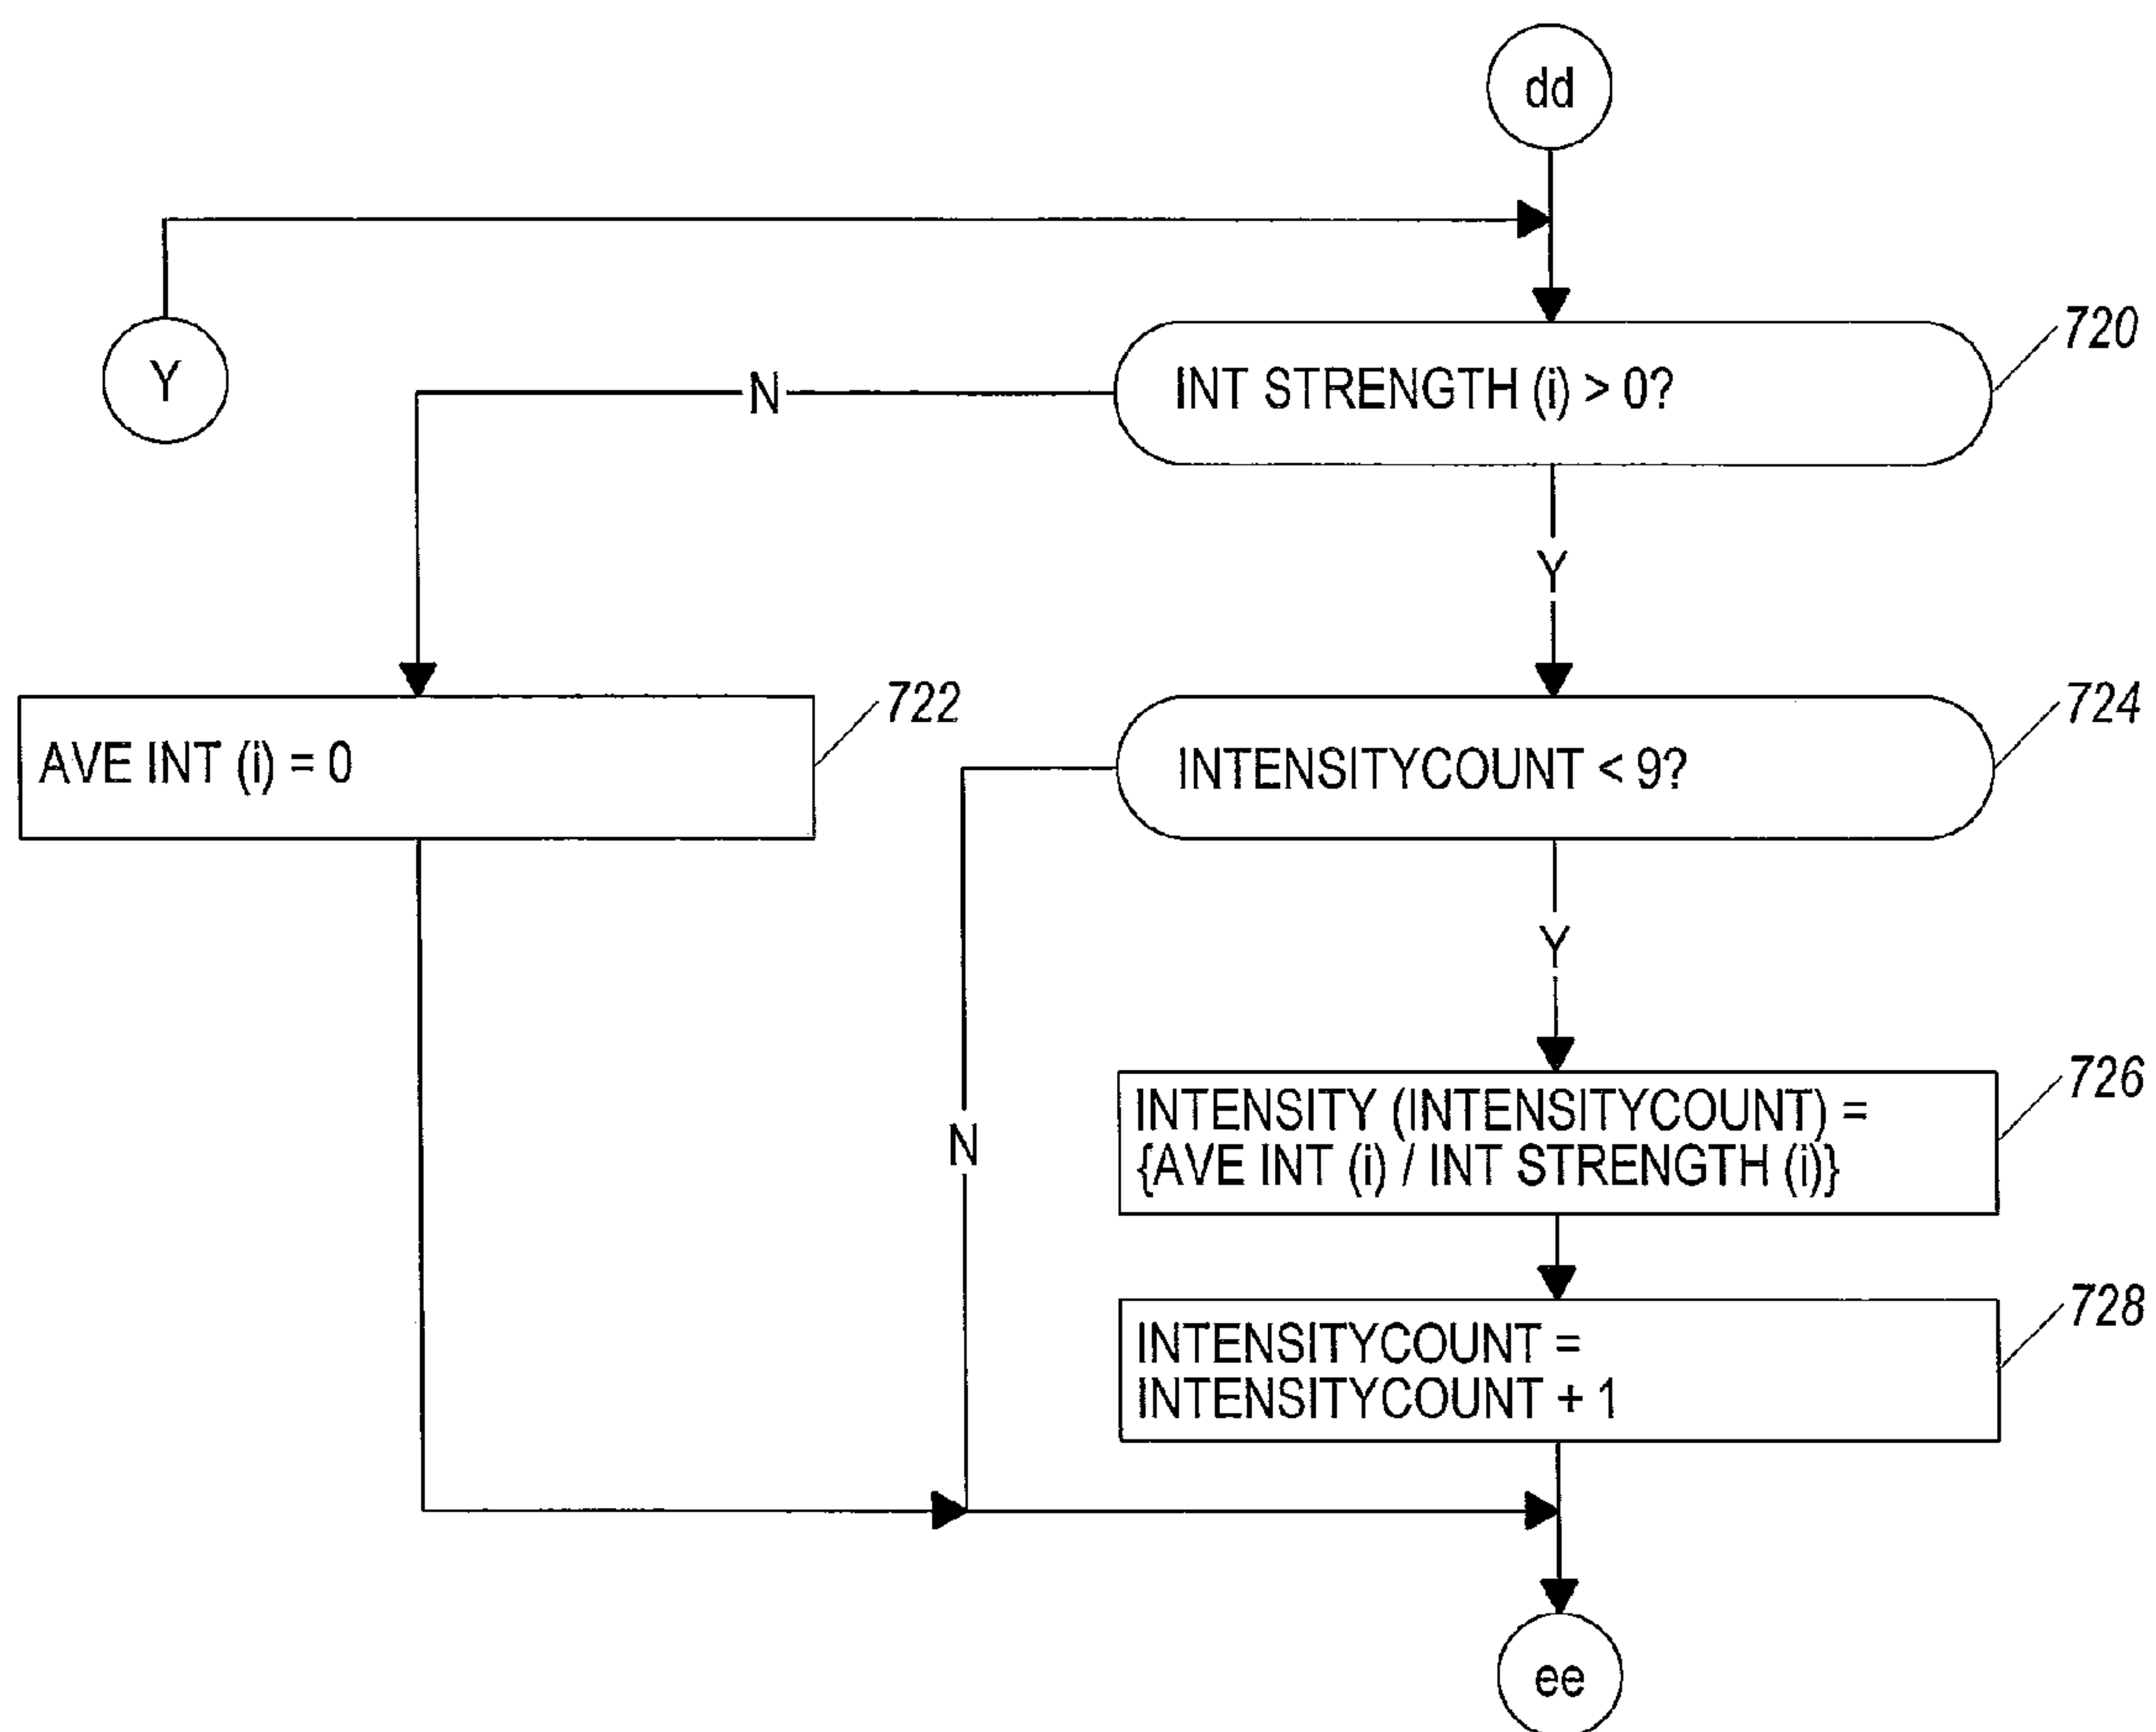 dd
Y
720
INT STRENGTH (i) > 0?
N
Y
722
AVE INT (i) = 0
724
INTENSITYCOUNT < 9?
Y
N
726
INTENSITY (INTENSITYCOUNT) =
{AVE INT (i) / INT STRENGTH (i)}
728
INTENSITYCOUNT =
INTENSITYCOUNT + 1
ee